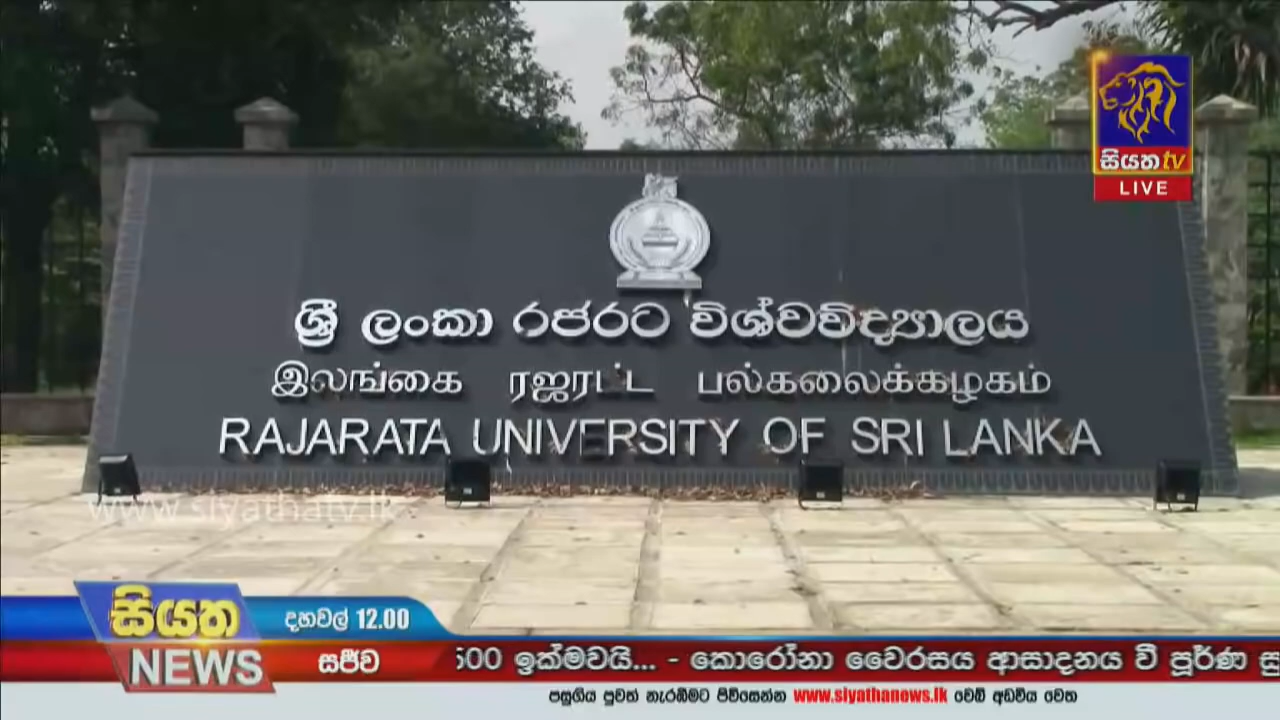 සියත tv
LIVE
ශ්‍රී ලංකා රජරට විශ්වවිද්‍යාලය
இலங்கை ரஜரட்ட பல்கலைக்கழகம்
RAJARATA UNIVERSITY OF SRI LANKA
www.siyathatv.lk
සියත
NEWS
දහවල් 12.00
සජීව
500 ඉක්මවයි... - කොරෝනා වෛරසය ආසාදනය වී පූර්ණ සු
පසුගිය පුවත් නැරඹීමට පිවිසෙන්න www.siyathanews.lk වෙබ් අඩවිය වෙත